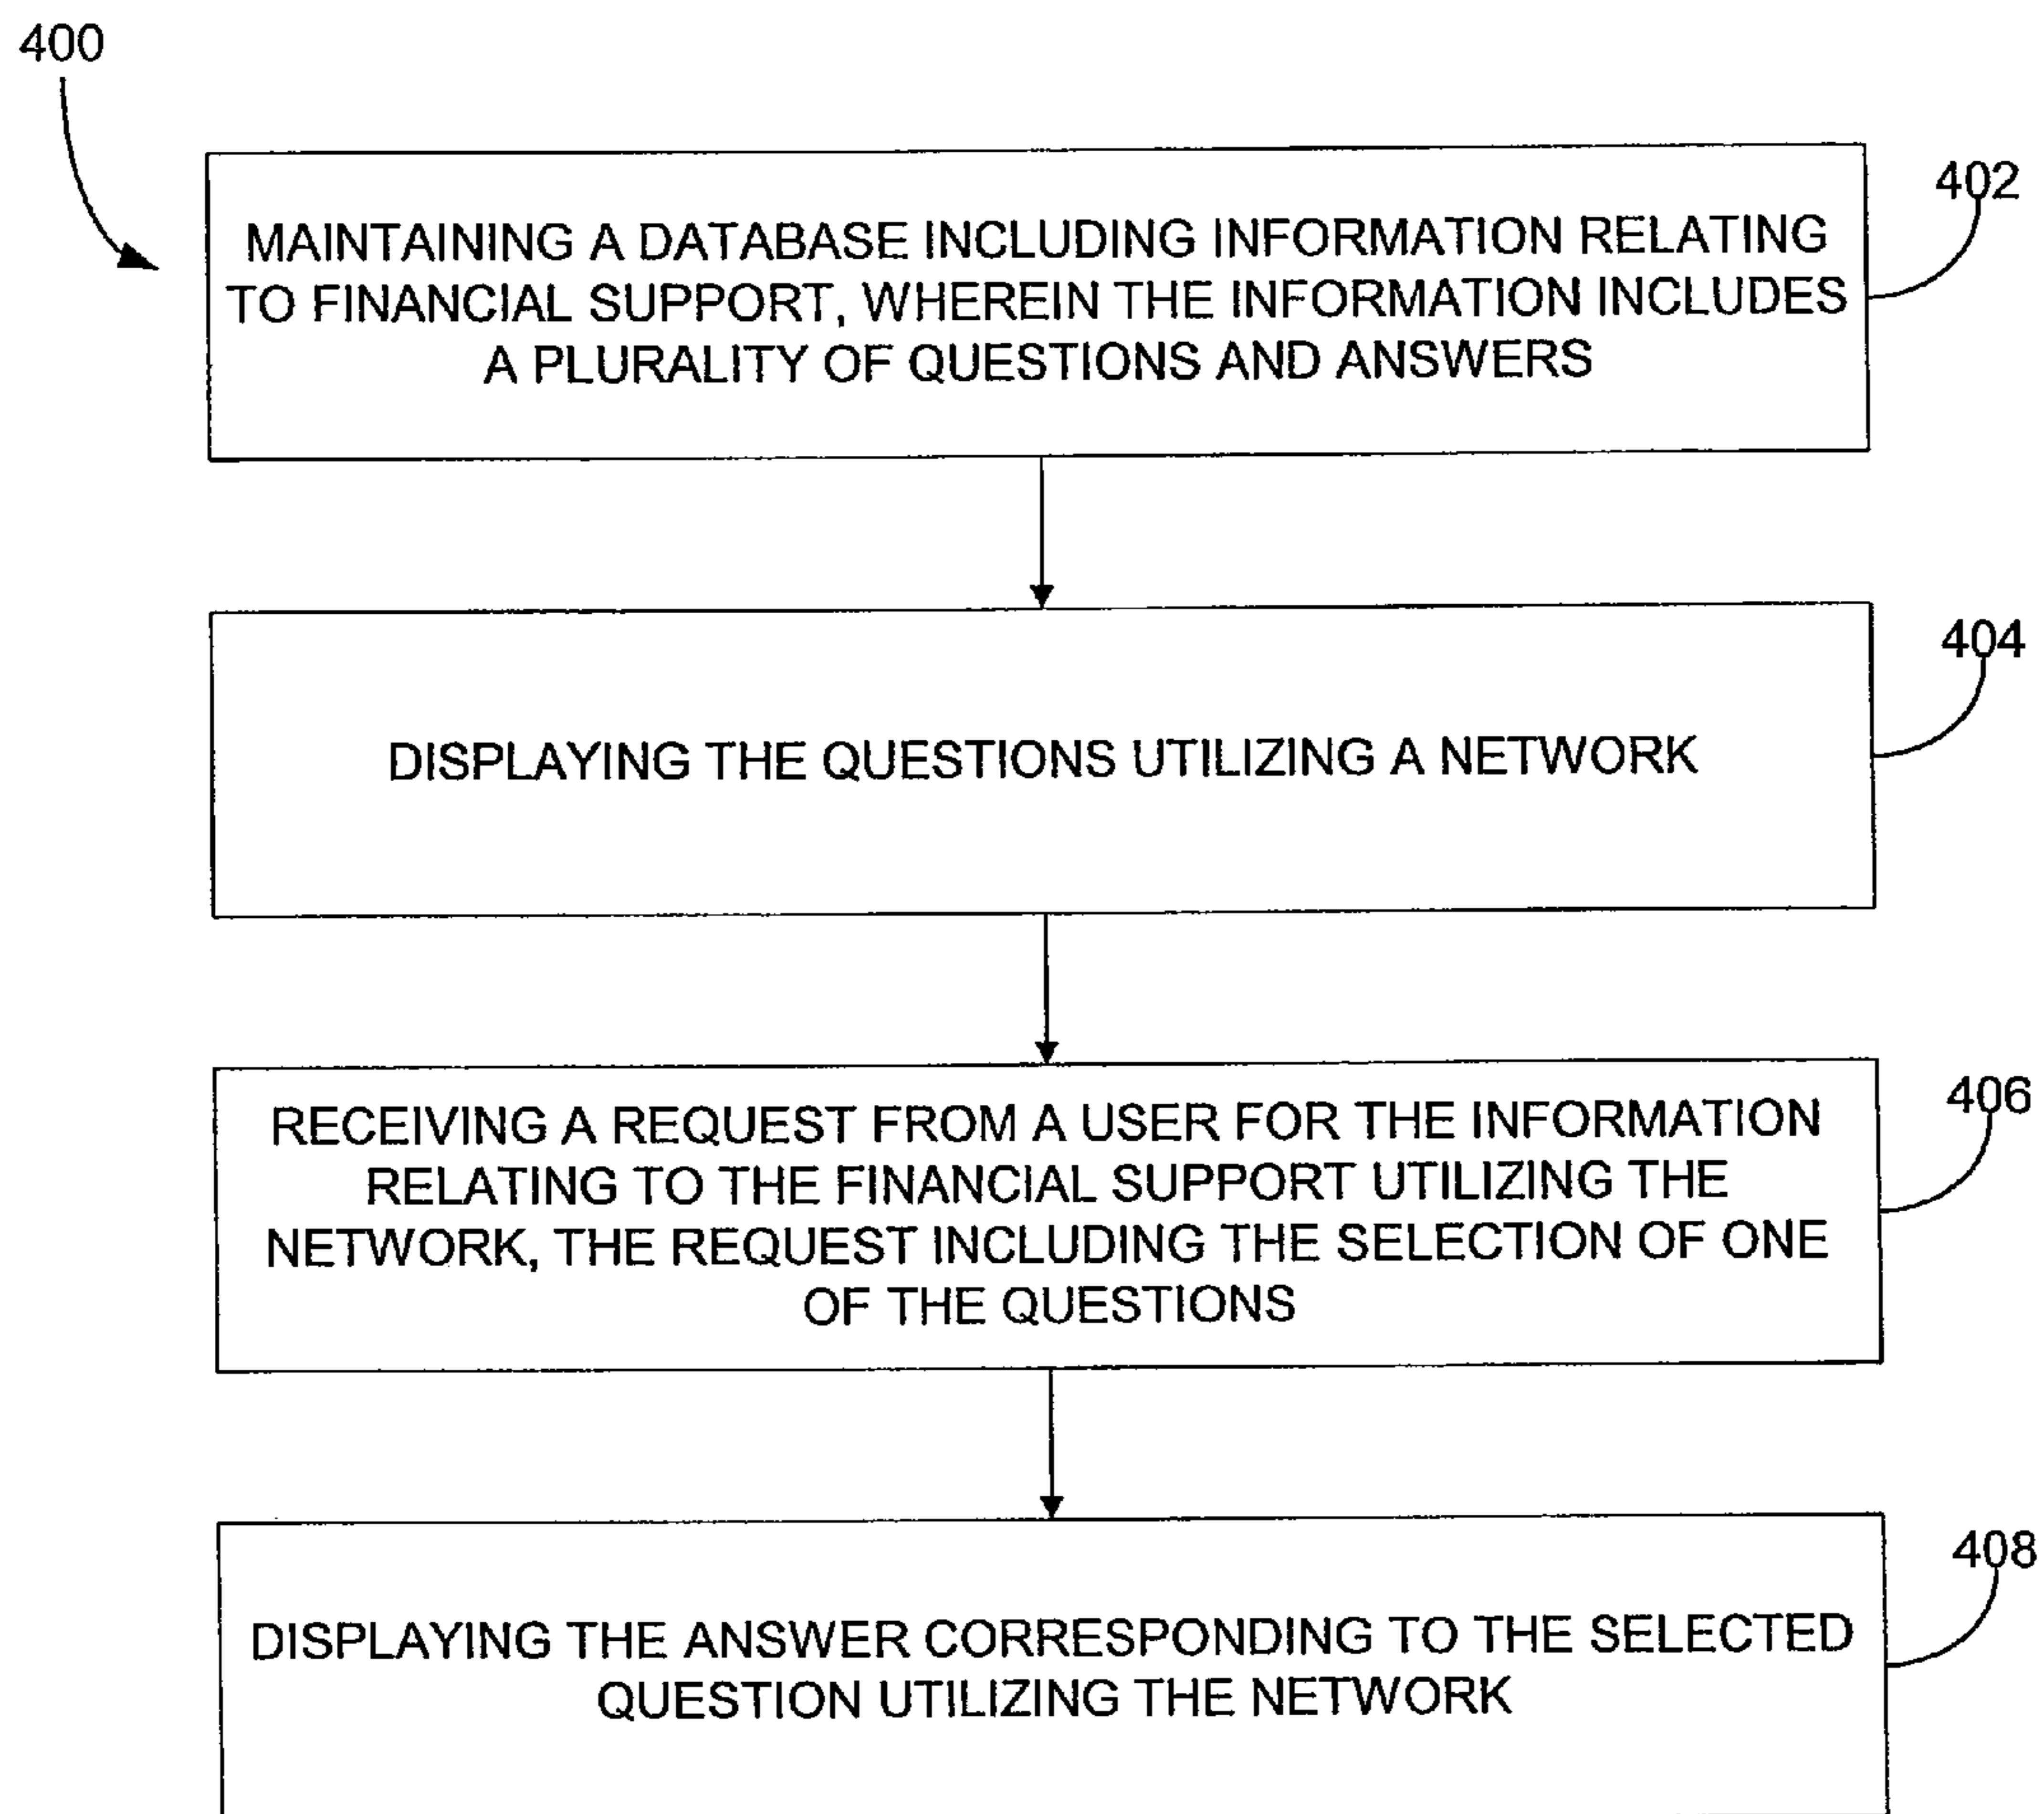 400
402
MAINTAINING A DATABASE INCLUDING INFORMATION RELATING
TO FINANCIAL SUPPORT, WHEREIN THE INFORMATION INCLUDES
A PLURALITY OF QUESTIONS AND ANSWERS
404
DISPLAYING THE QUESTIONS UTILIZING A NETWORK
406
RECEIVING A REQUEST FROM A USER FOR THE INFORMATION
RELATING TO THE FINANCIAL SUPPORT UTILIZING THE
NETWORK, THE REQUEST INCLUDING THE SELECTION OF ONE
OF THE QUESTIONS
408
DISPLAYING THE ANSWER CORRESPONDING TO THE SELECTED
QUESTION UTILIZING THE NETWORK